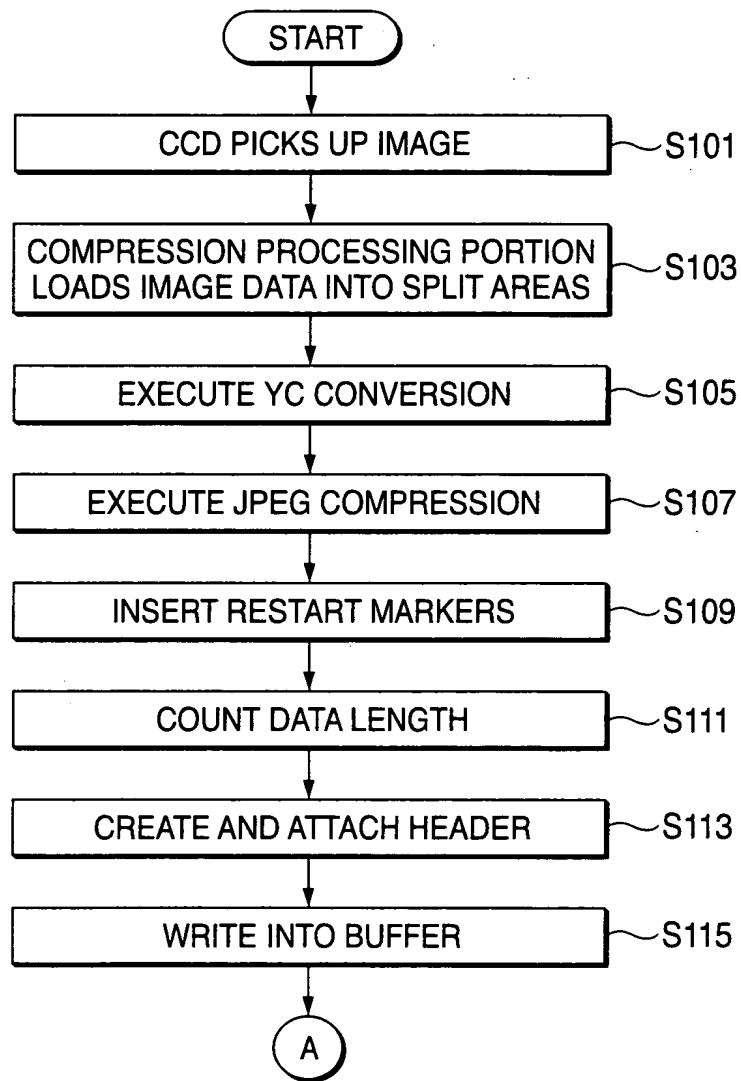 START
CCD PICKS UP IMAGE S101
COMPRESSION PROCESSING PORTION
LOADS IMAGE DATA INTO SPLIT AREAS S103
EXECUTE YC CONVERSION S105
EXECUTE JPEG COMPRESSION S107
INSERT RESTART MARKERS S109
COUNT DATA LENGTH S111
CREATE AND ATTACH HEADER S113
WRITE INTO BUFFER S115
A